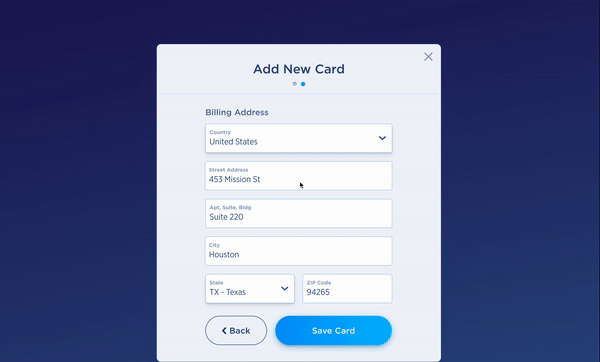 Add New Card
Billing Address
Country
United States
Street Address
453 Mission St
Apt, Suite, Bldg
Suite 220
City
Houston
State
TX - Texas
ZIP Code
94265
Back
Save Card